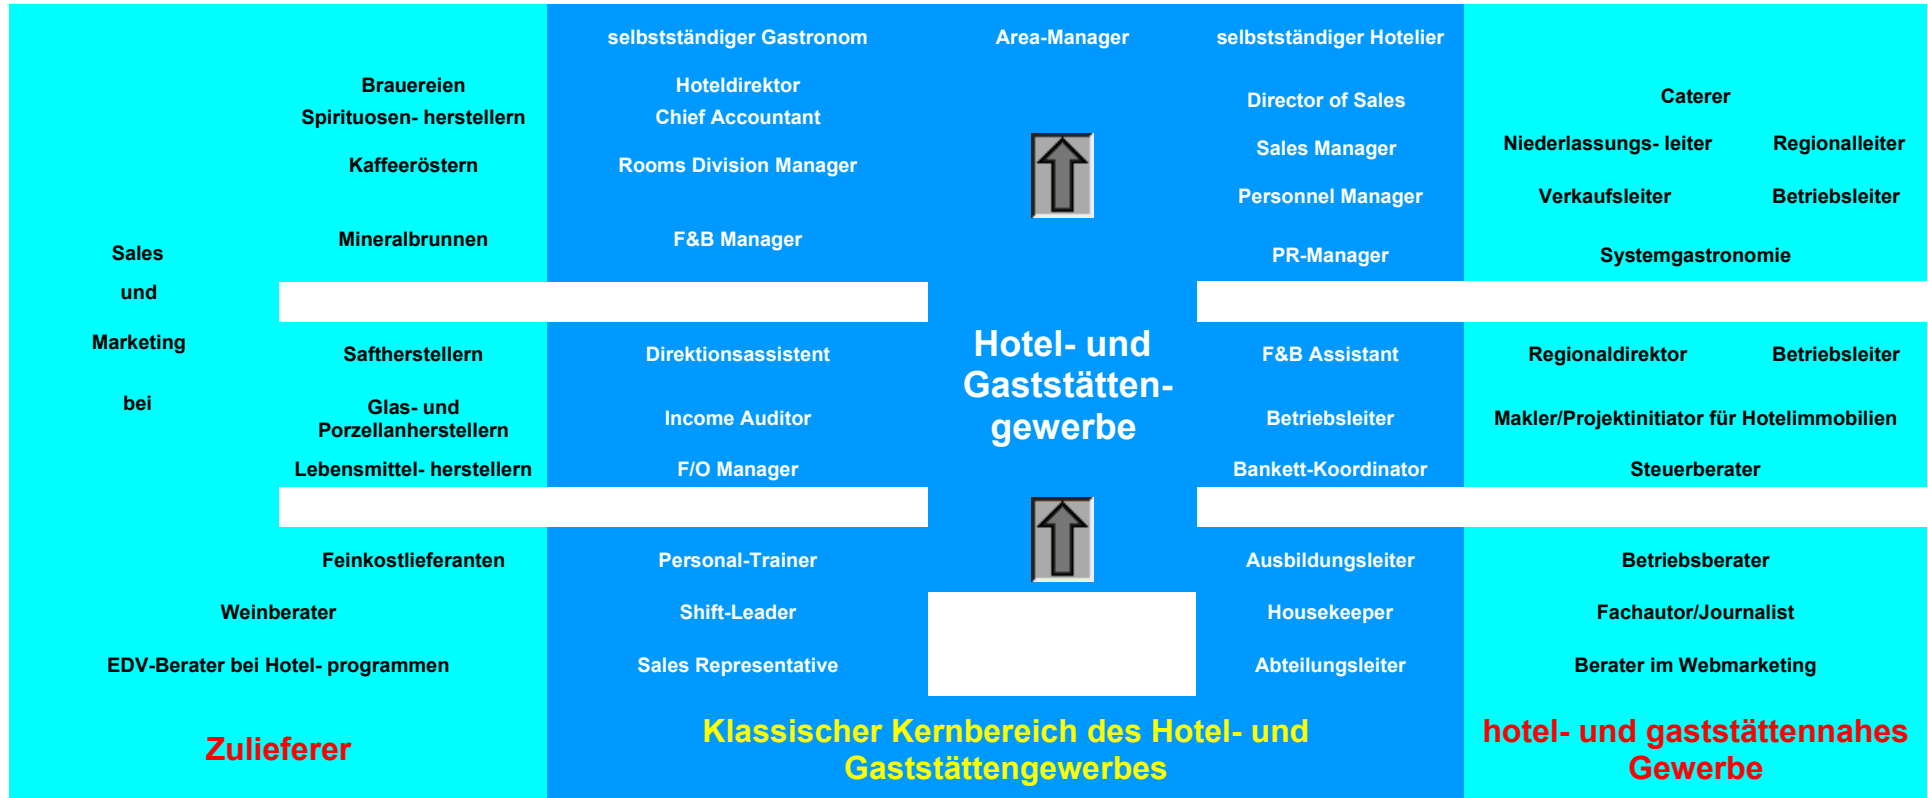 selbstständiger Gastronom
Area-Manager
selbstständiger Hotelier
Brauereien
Hoteldirektor
Director of Sales
Caterer
Spirituosen- herstellern
Chief Accountant
Kaffeeröstern
Rooms Division Manager
Sales Manager
Niederlassungs- leiter
Regionalleiter
Personnel Manager
Verkaufsleiter
Betriebsleiter
Sales
Mineralbrunnen
F&B Manager
PR-Manager
Systemgastronomie
und
Marketing
Saftherstellern
Direktionsassistent
Hotel- und
Gaststätten-
gewerbe
F&B Assistant
Regionaldirektor
Betriebsleiter
bei
Glas- und
Porzellanherstellern
Income Auditor
Betriebsleiter
Makler/Projektinitiator für Hotelimmobilien
Lebensmittel- herstellern
F/O Manager
Bankett-Koordinator
Steuerberater
Feinkostlieferanten
Personal-Trainer
Ausbildungsleiter
Betriebsberater
Weinberater
Shift-Leader
Housekeeper
Fachautor/Journalist
EDV-Berater bei Hotel- programmen
Sales Representative
Abteilungsleiter
Berater im Webmarketing
Zulieferer
Klassischer Kernbereich des Hotel- und
Gaststättengewerbes
hotel- und gaststättennahes
Gewerbe